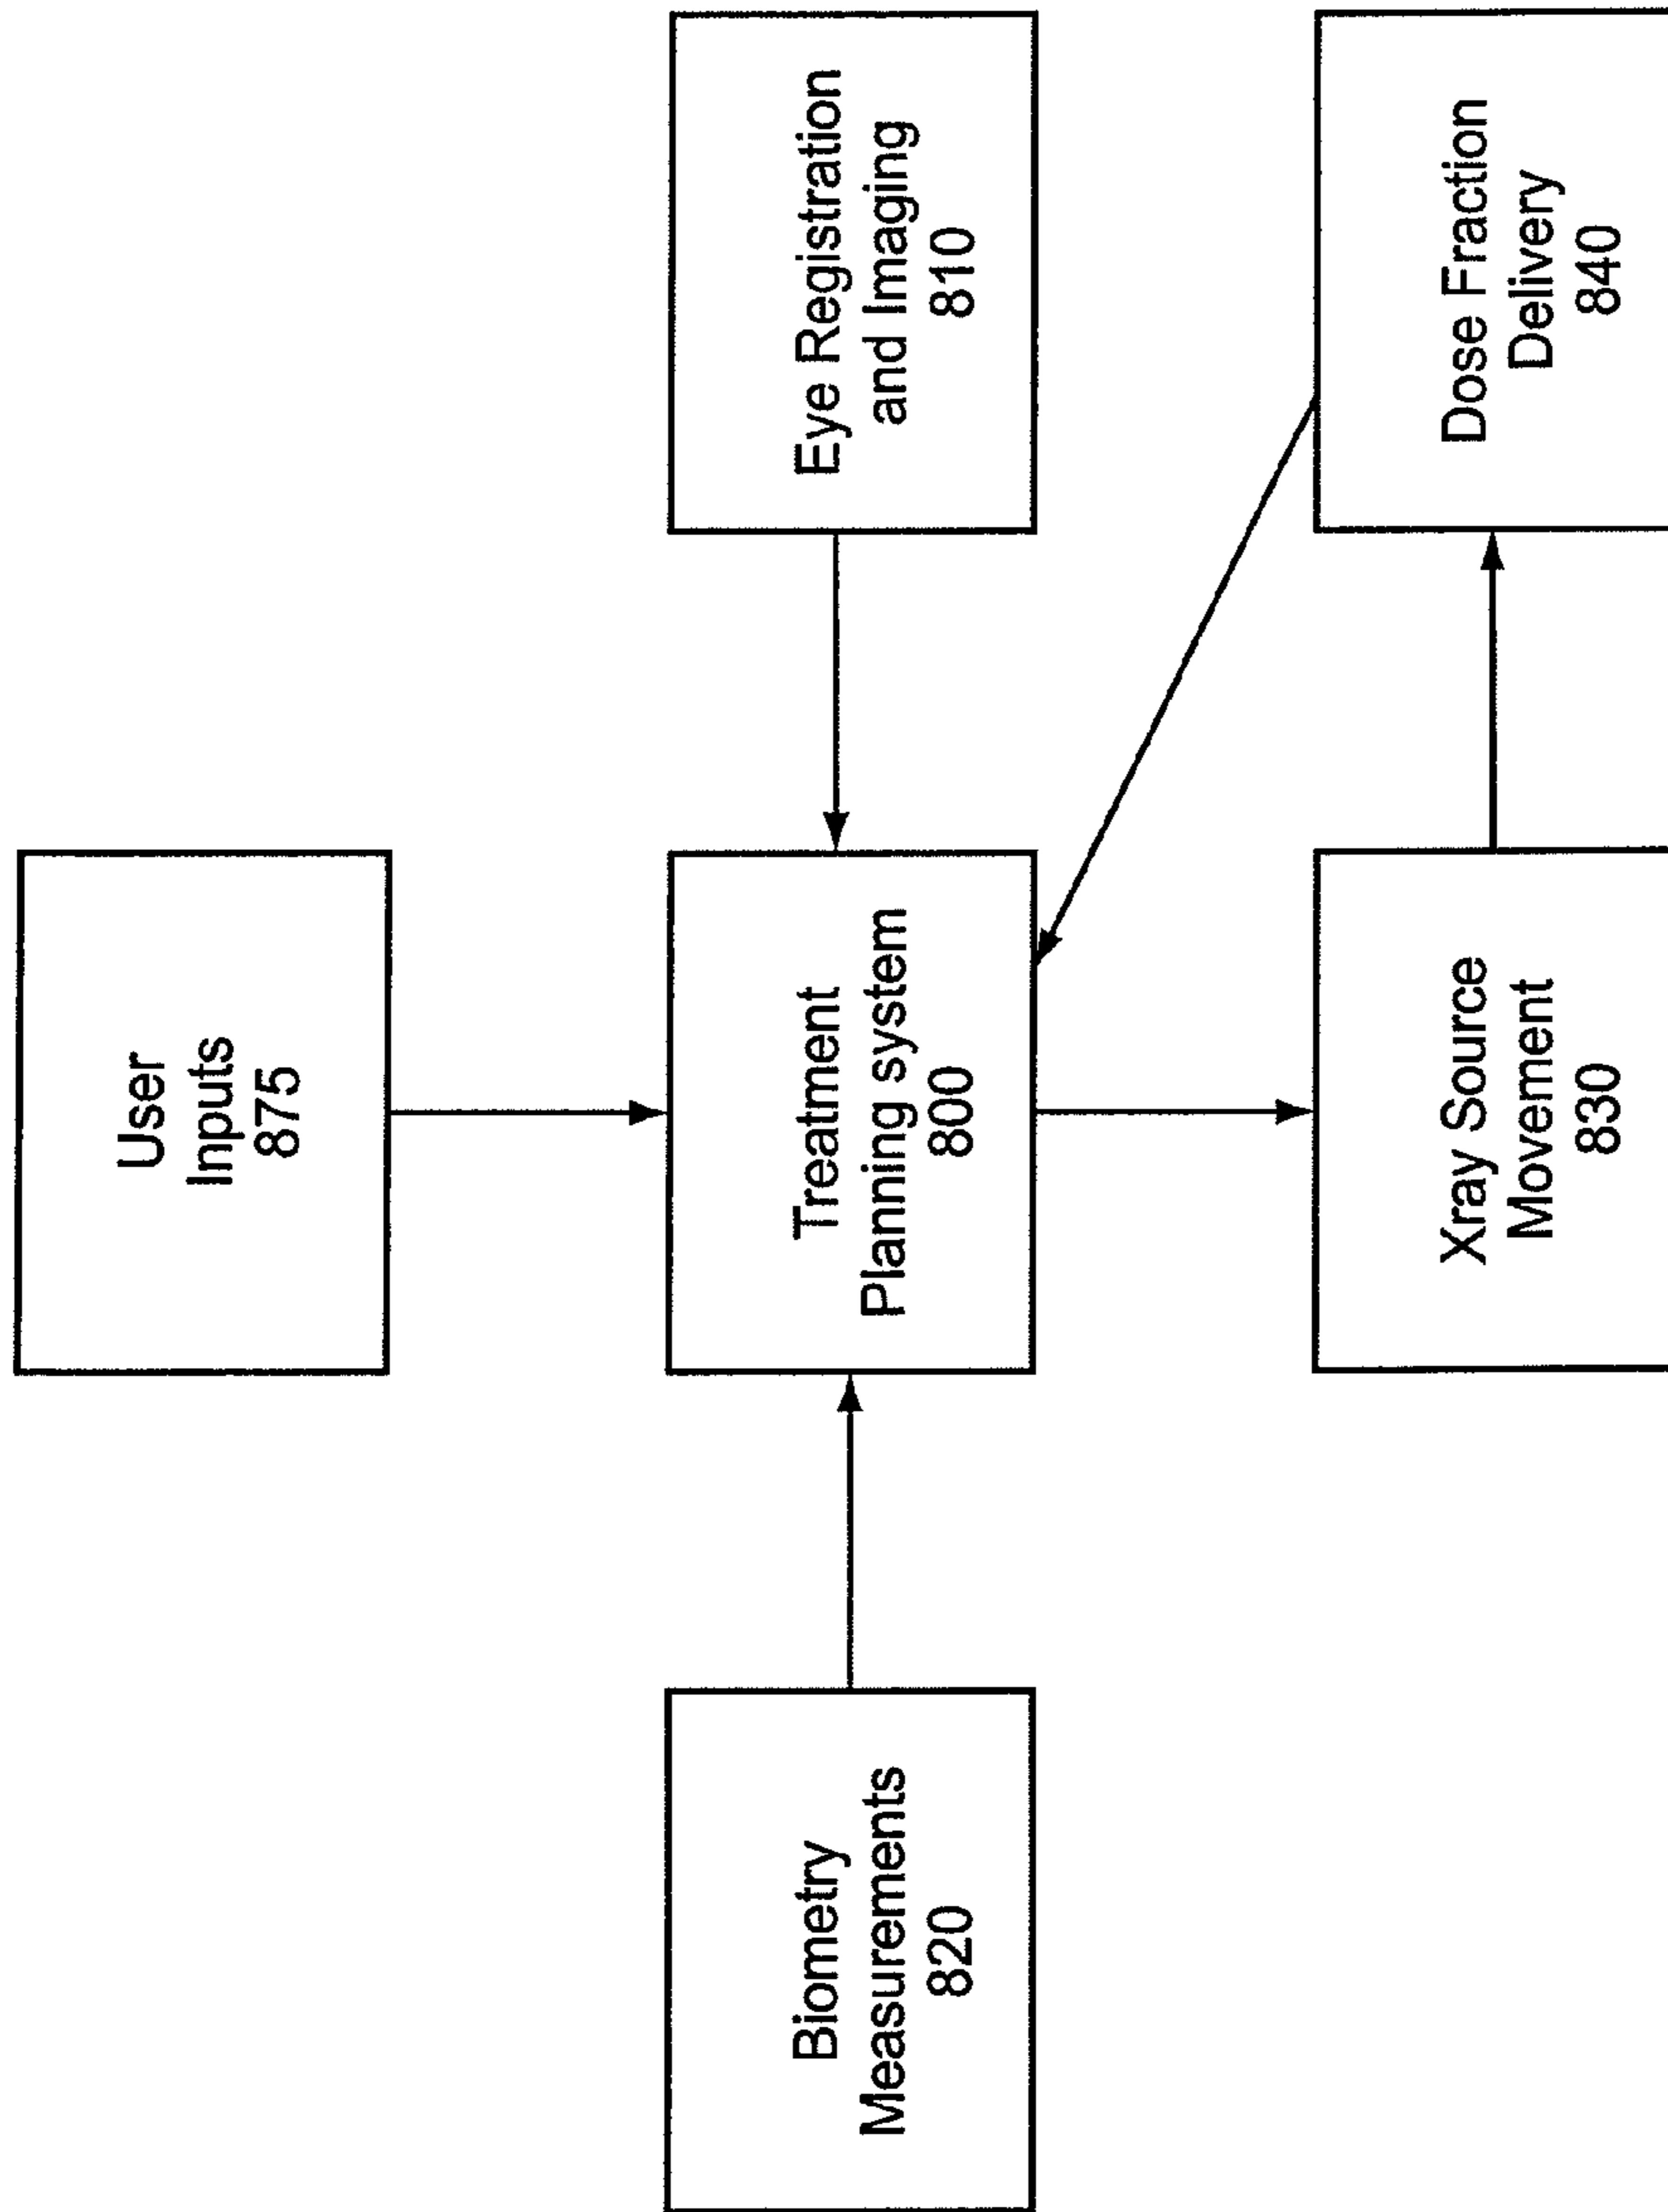 User
Inputs
875
Biometry
Measurements
820
Treatment
Planning system
800
Eye Registration
and Imaging
810
Xray Source
Movement
830
Dose Fraction
Delivery
840